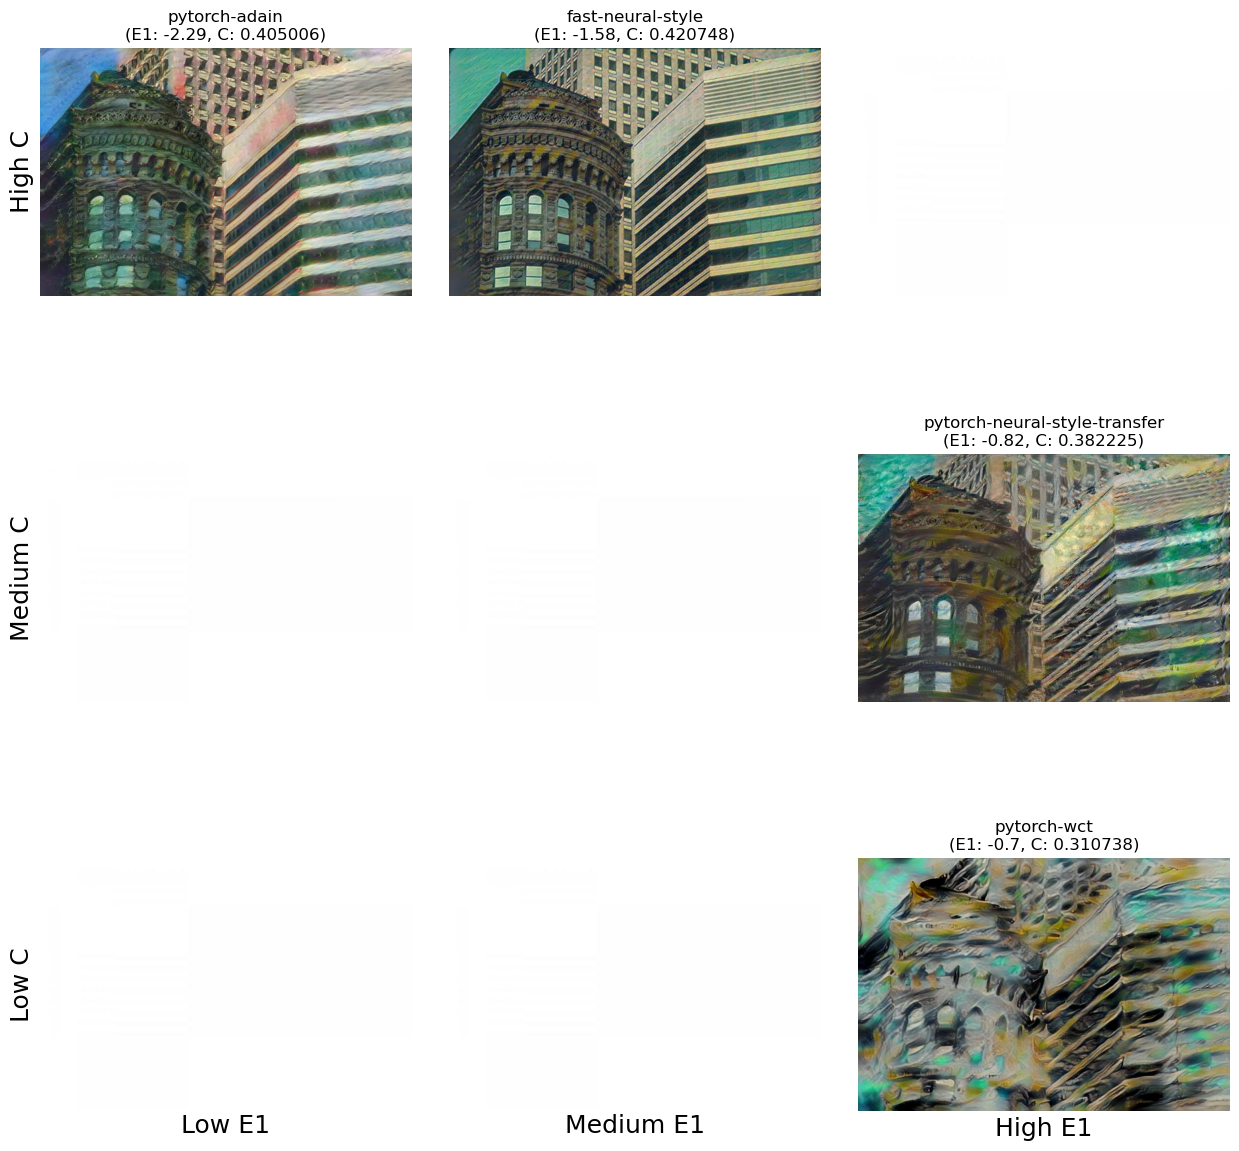 pytorch-adain
(E1: -2.29, C: 0.405006)
fast-neural-style
(E1: -1.58, C: 0.420748)
High C
pytorch-neural-style-transfer
(E1: -0.82, C: 0.382225)
Medium C
pytorch-wct
(E1: -0.7, C: 0.310738)
Low C
Low E1
Medium E1
High E1